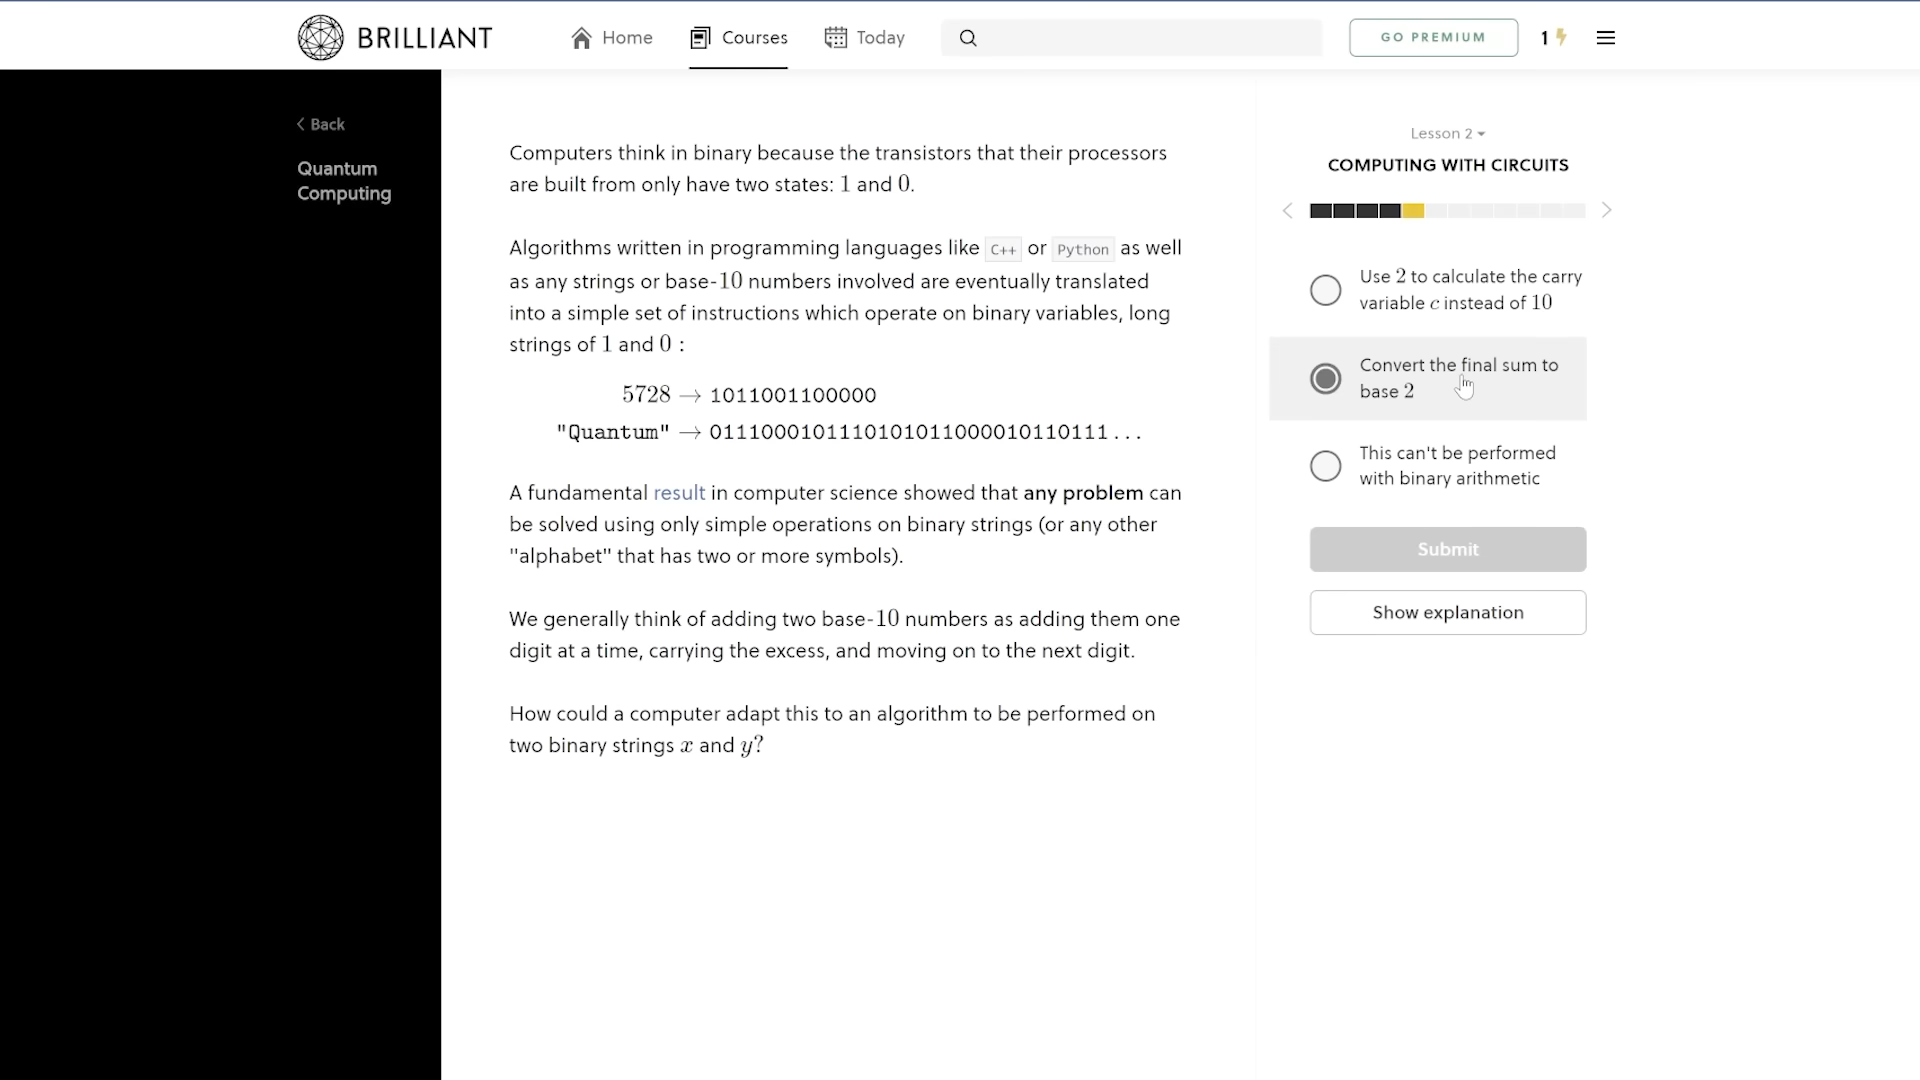 BRILLIANT
Home
Courses
Today
GO PREMIUM
1
Back
Quantum
Computing
Computers think in binary because the transistors that their processors
are built from only have two states: 1 and 0.
Algorithms written in programming languages like C++ or Python as well
as any strings or base-10 numbers involved are eventually translated
into a simple set of instructions which operate on binary variables, long
strings of 1 and 0 :
5728 → 1011001100000
"Quantum" → 0111000101110101011000010110111...
A fundamental result in computer science showed that any problem can
be solved using only simple operations on binary strings (or any other
"alphabet" that has two or more symbols).
We generally think of adding two base-10 numbers as adding them one
digit at a time, carrying the excess, and moving on to the next digit.
How could a computer adapt this to an algorithm to be performed on
two binary strings x and y?
Lesson 2
COMPUTING WITH CIRCUITS
Use 2 to calculate the carry
variable c instead of 10
Convert the final sum to
base 2
This can't be performed
with binary arithmetic
Submit
Show explanation